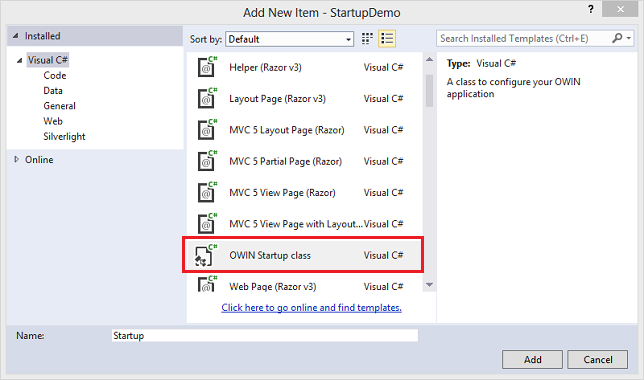 Add New Item - StartupDemo
?
Installed
Sort by: Default
Search Installed Templates (Ctrl+E)
Visual C#
Code
Data
General
Web
Silverlight
Online
C# Helper (Razor v3) Visual C#
C# Layout Page (Razor v3) Visual C#
C# MVC 5 Layout Page (Razor) Visual C#
C# MVC 5 Partial Page (Razor) Visual C#
C# MVC 5 View Page (Razor) Visual C#
C# MVC 5 View Page with Layout... Visual C#
C# OWIN Startup class Visual C#
C# Web Page (Razor v3) Visual C#
Click here to go online and find templates.
Type: Visual C#
A class to configure your OWIN
application
Name: Startup
Add Cancel